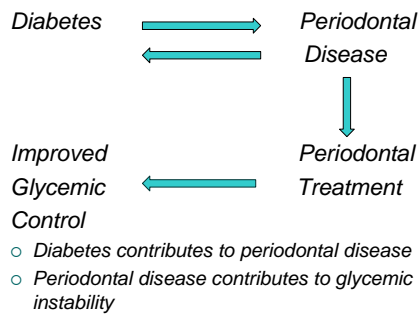 Diabetes
Periodontal
Disease
Improved
Glycemic
Control
Periodontal
Treatment
○ Diabetes contributes to periodontal disease
○ Periodontal disease contributes to glycemic
instability